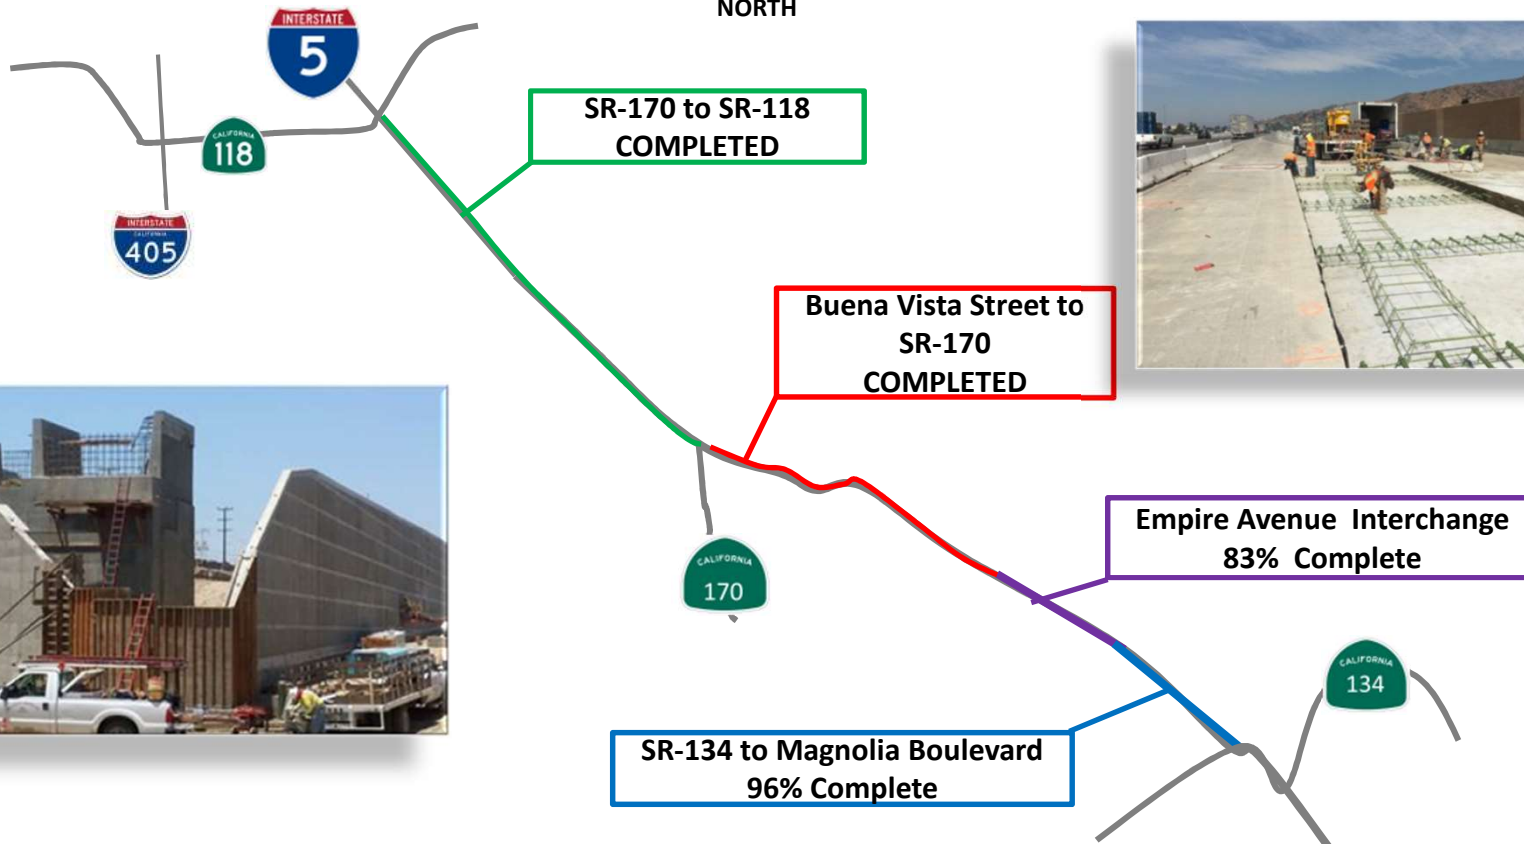 NORTH
INTERSTATE
5
SR-170 to SR-118
COMPLETED
CALIFORNIA
118
INTERSTATE
CALIFORNIA
405
Buena Vista Street to
SR-170
COMPLETED
Empire Avenue  Interchange
83%  Complete
CALIFORNIA
170
CALIFORNIA
134
SR-134 to Magnolia Boulevard
96% Complete